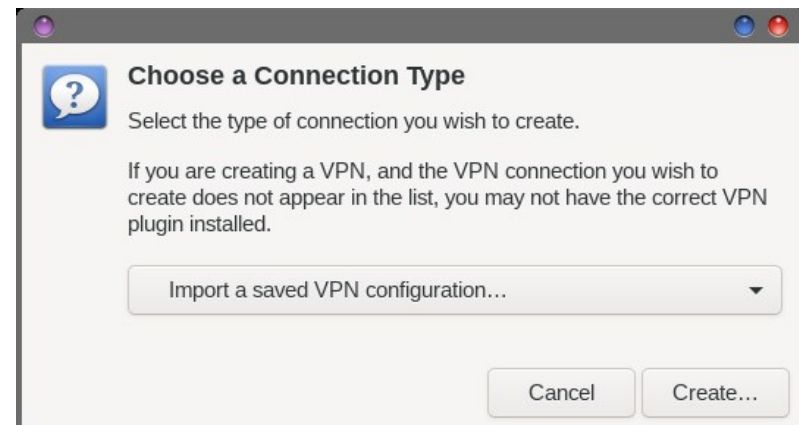 Choose a Connection Type
Select the type of connection you wish to create.
If you are creating a VPN, and the VPN connection you wish to
create does not appear in the list, you may not have the correct VPN
plugin installed.
Import a saved VPN configuration…
Cancel Create…